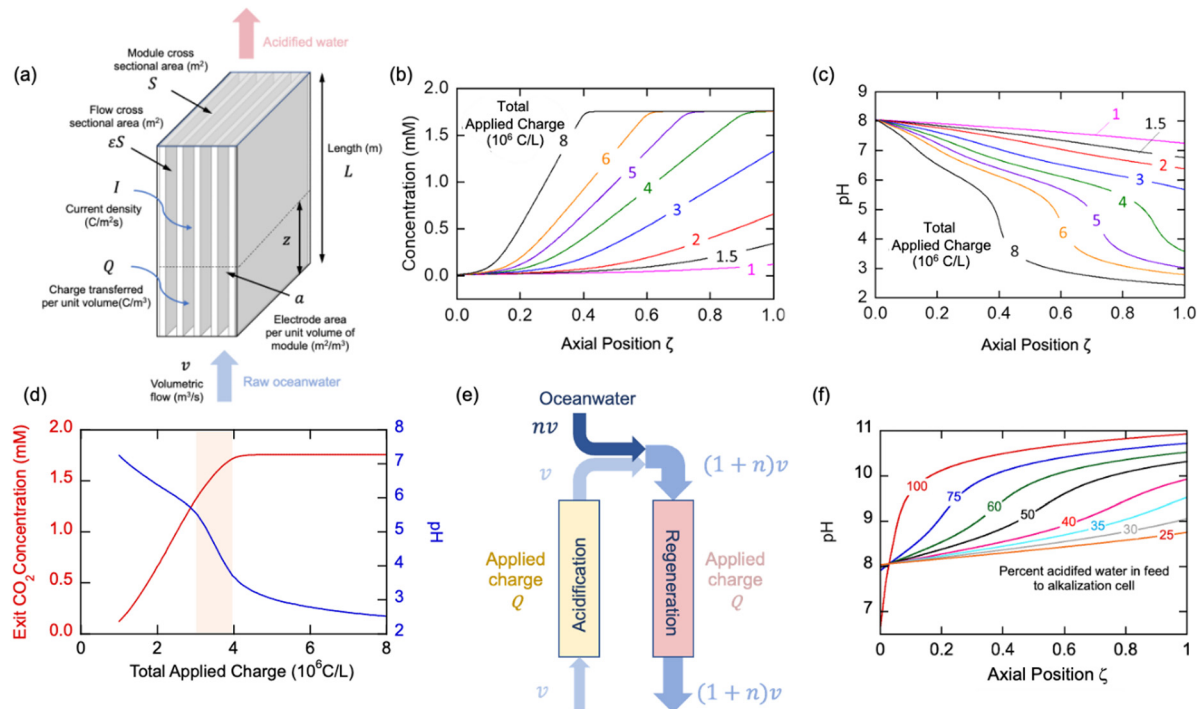 (a)
Acidified water
Module cross
sectional area (m²)
S
Flow cross
sectional area (m²)
εS
Length (m)
L
I
Current density
(C/m²s)
z
Q
Charge transferred
per unit volume(C/m³)
a
Electrode area
per unit volume of
module (m²/m³)
v
Volumetric
flow (m³/s)
Raw oceanwater
(b)
Concentration (mM)
2.0
1.5
1.0
0.5
0.0
Total
Applied Charge
(10⁶ C/L)
8
6
5
4
3
2
1.5
1
0.0 0.2 0.4 0.6 0.8 1.0
Axial Position ζ
(c)
pH
9
8
7
6
5
4
3
2
1
1.5
2
3
4
5
6
8
Total
Applied Charge
(10⁶ C/L)
0.0 0.2 0.4 0.6 0.8 1.0
Axial Position ζ
(d)
Exit CO₂Concentration (mM)
2.0
1.5
1.0
0.5
0.0
8
7
6
5
4
3
2
pH
0 2 4 6 8
Total Applied Charge (10⁶C/L)
(e)
Oceanwater
nv
v
(1 + n)v
Applied
charge
Q
Acidification
Regeneration
Applied
charge
Q
v
(1 + n)v
(f)
pH
11
10
9
8
7
100
75
60
50
40
35
30
25
Percent acidifed water in feed
to alkalization cell
0 0.2 0.4 0.6 0.8 1
Axial Position ζ